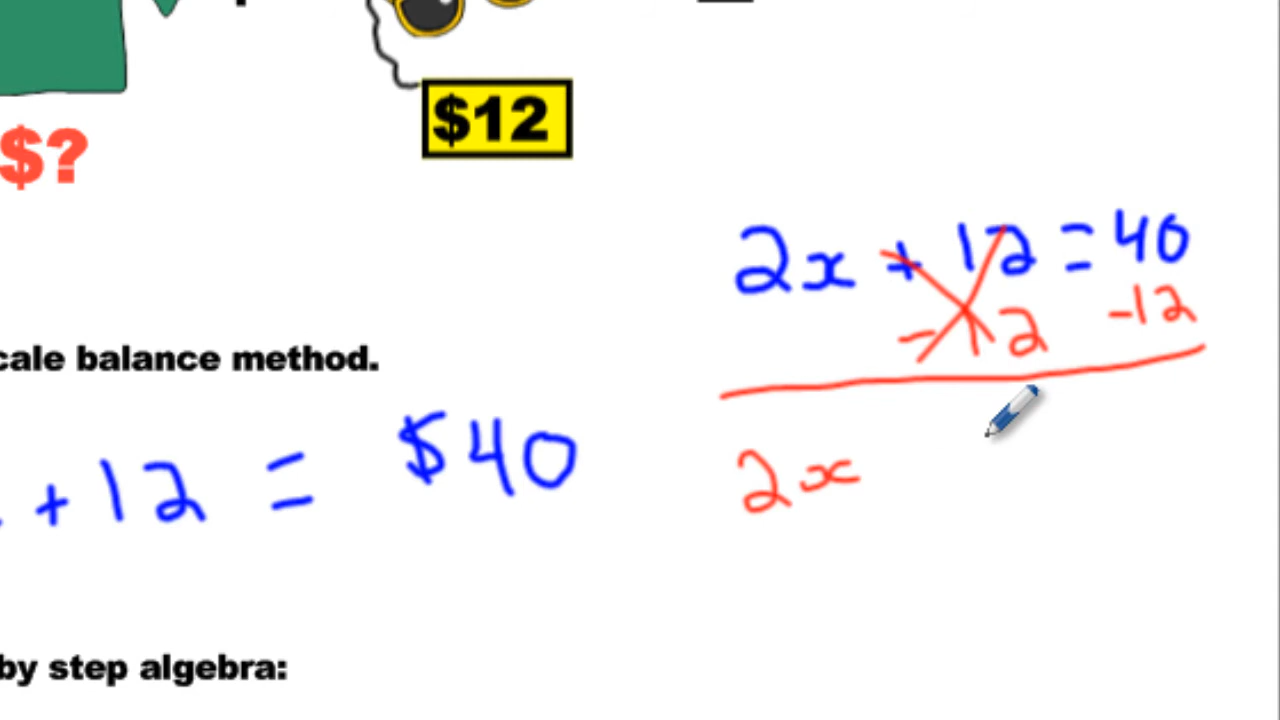 $12
$?
2x + 12 = 40
- 12 -12
cale balance method.
+ 12 = $40
2x
by step algebra: